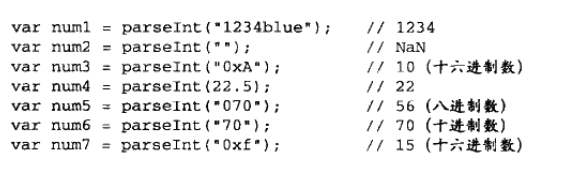 var num1 = parseInt("1234blue");    // 1234
var num2 = parseInt("");            // NaN
var num3 = parseInt("0xA");         // 10 (十六进制数)
var num4 = parseInt(22.5);          // 22
var num5 = parseInt("070");         // 56 (八进制数)
var num6 = parseInt("70");          // 70 (十进制数)
var num7 = parseInt("0xf");         // 15 (十六进制数)